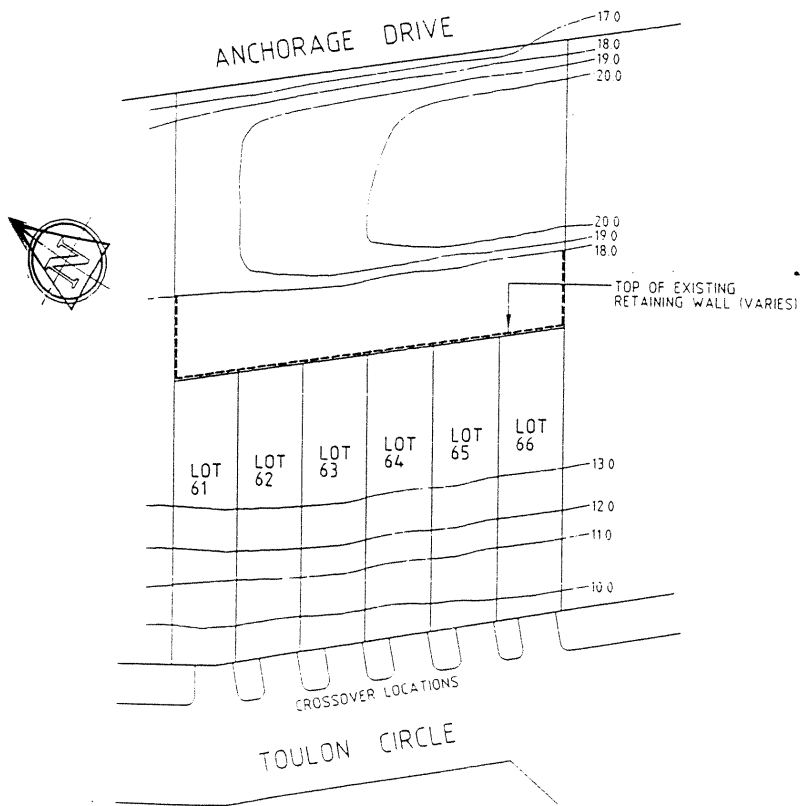 ANCHORAGE DRIVE
17.0
18.0
19.0
20.0
N
20.0
19.0
18.0
TOP OF EXISTING
RETAINING WALL (VARIES)
LOT
61
LOT
62
LOT
63
LOT
64
LOT
65
LOT
66
13.0
12.0
11.0
10.0
CROSSOVER LOCATIONS
TOULON CIRCLE